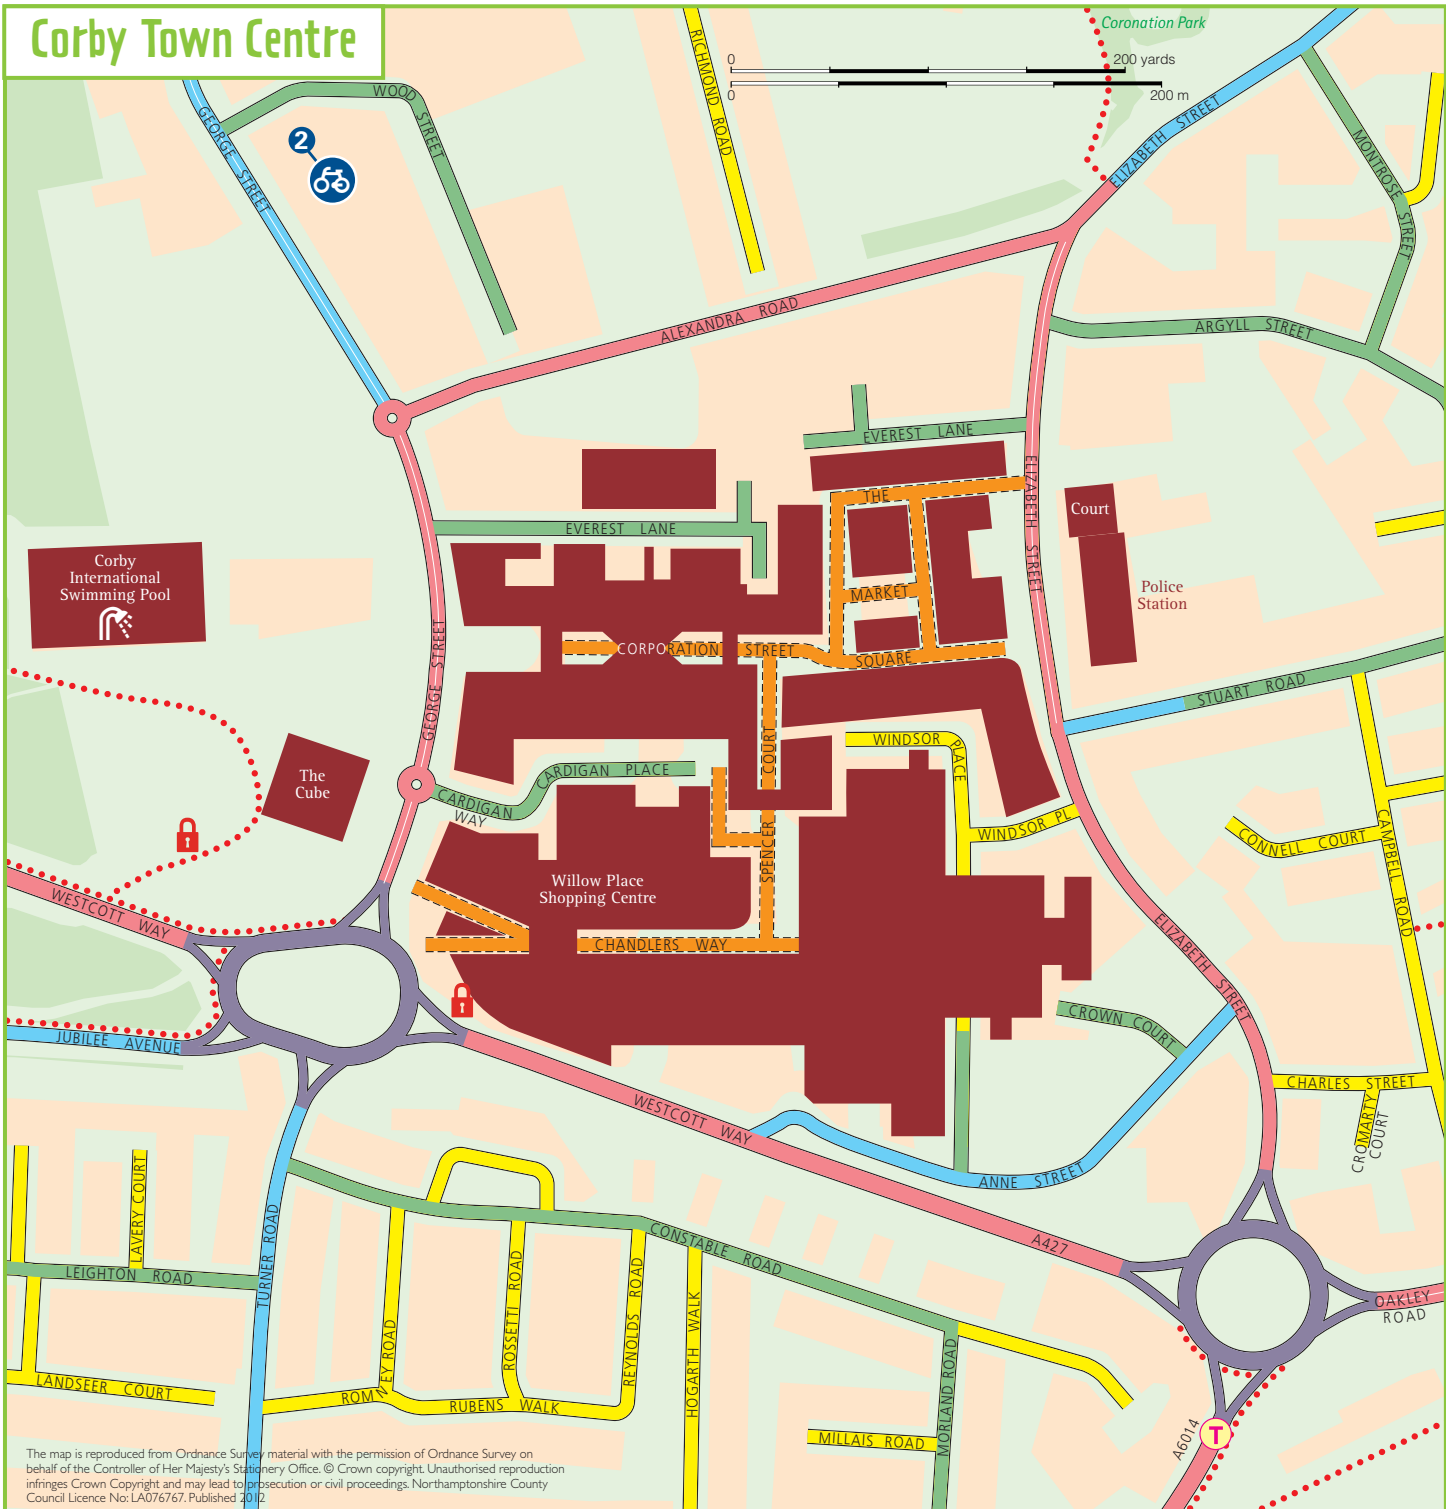 Corby Town Centre
Coronation Park
0
200 yards
0
200 m
RICHMOND ROAD
WOOD
STREET
GEORGE STREET
2
ELIZABETH STREET
MONTROSE STREET
ALEXANDRA ROAD
ARGYLL STREET
EVEREST LANE
THE
ELIZABETH STREET
Court
EVEREST LANE
Corby
International
Swimming Pool
MARKET
Police
Station
CORPORATION STREET
SQUARE
GEORGE STREET
STUART ROAD
COURT
WINDSOR PLACE
CARDIGAN PLACE
The
Cube
CARDIGAN
WAY
WINDSOR PL
CONNELL COURT
CAMPBELL ROAD
SPENCER
Willow Place
Shopping Centre
WESTCOTT WAY
CHANDLERS WAY
ELIZABETH STREET
CROWN COURT
JUBILEE AVENUE
CHARLES STREET
WESTCOTT WAY
CROMARTY
COURT
ANNE STREET
LAVERY COURT
TURNER ROAD
CONSTABLE ROAD
A427
LEIGHTON ROAD
ROSSETTI ROAD
REYNOLDS ROAD
HOGARTH WALK
OAKLEY
ROAD
LANDSEER COURT
ROMNEY ROAD
RUBENS WALK
MORLAND ROAD
MILLAIS ROAD
A6014
T
The map is reproduced from Ordnance Survey material with the permission of Ordnance Survey on
behalf of the Controller of Her Majesty's Stationery Office. © Crown copyright. Unauthorised reproduction
infringes Crown Copyright and may lead to prosecution or civil proceedings. Northamptonshire County
Council Licence No: LA076767. Published 2012